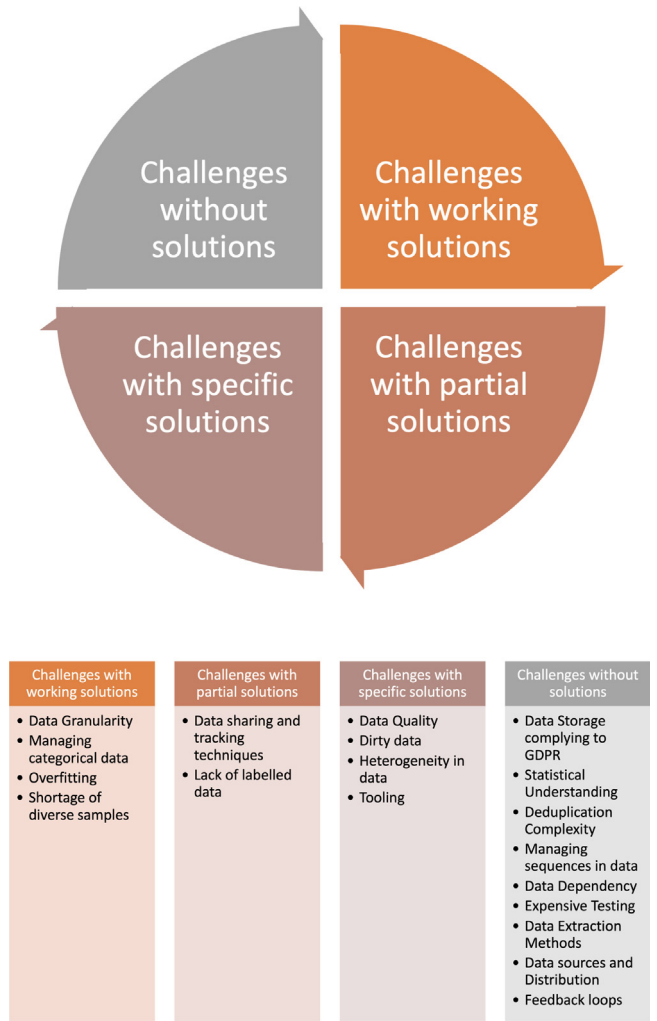 Challenges
without
solutions
Challenges
with working
solutions
Challenges
with specific
solutions
Challenges
with partial
solutions
Challenges with
working solutions
• Data Granularity
• Managing
categorical data
• Overfitting
• Shortage of
diverse samples
Challenges with
partial solutions
• Data sharing and
tracking
techniques
• Lack of labelled
data
Challenges with
specific solutions
• Data Quality
• Dirty data
• Heterogeneity in
data
• Tooling
Challenges without
solutions
• Data Storage
complying to
GDPR
• Statistical
Understanding
• Deduplication
Complexity
• Managing
sequences in data
• Data Dependency
• Expensive Testing
• Data Extraction
Methods
• Data sources and
Distribution
• Feedback loops